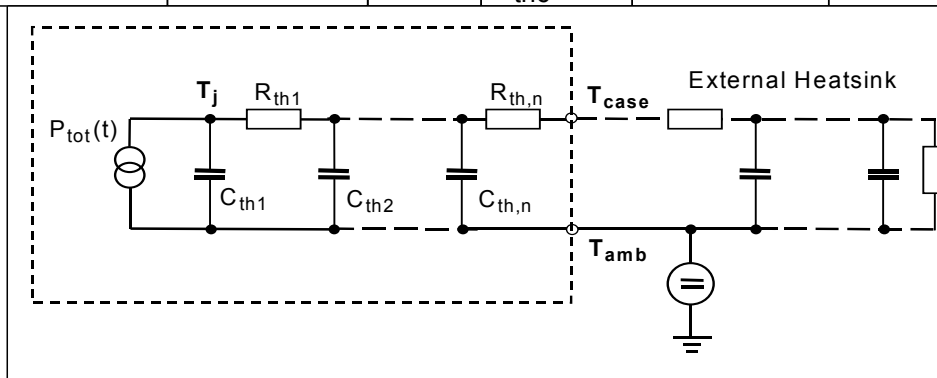 External Heatsink
Tj Rth1 Rth,n Tcase
Ptot(t)
Cth1 Cth2 Cth,n
Tamb